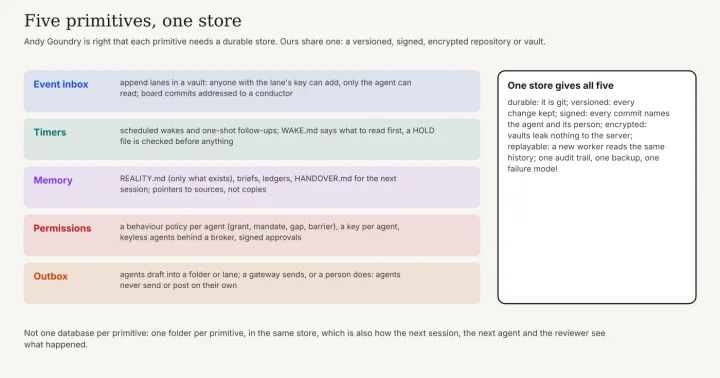 Five primitives, one store
Andy Goundry is right that each primitive needs a durable store. Ours share one: a versioned, signed, encrypted repository or vault.
Event inbox
append lanes in a vault: anyone with the lane's key can add, only the agent can
read; board commits addressed to a conductor
Timers
scheduled wakes and one-shot follow-ups; WAKE.md says what to read first, a HOLD
file is checked before anything
Memory
REALITY.md (only what exists), briefs, ledgers, HANDOVER.md for the next
session; pointers to sources, not copies
Permissions
a behaviour policy per agent (grant, mandate, gap, barrier), a key per agent,
keyless agents behind a broker, signed approvals
Outbox
agents draft into a folder or lane; a gateway sends, or a person does: agents
never send or post on their own
One store gives all five
durable: it is git; versioned: every
change kept; signed: every commit names
the agent and its person; encrypted:
vaults leak nothing to the server;
replayable: a new worker reads the same
history; one audit trail, one backup, one
failure model
Not one database per primitive: one folder per primitive, in the same store, which is also how the next session, the next agent and the reviewer see
what happened.